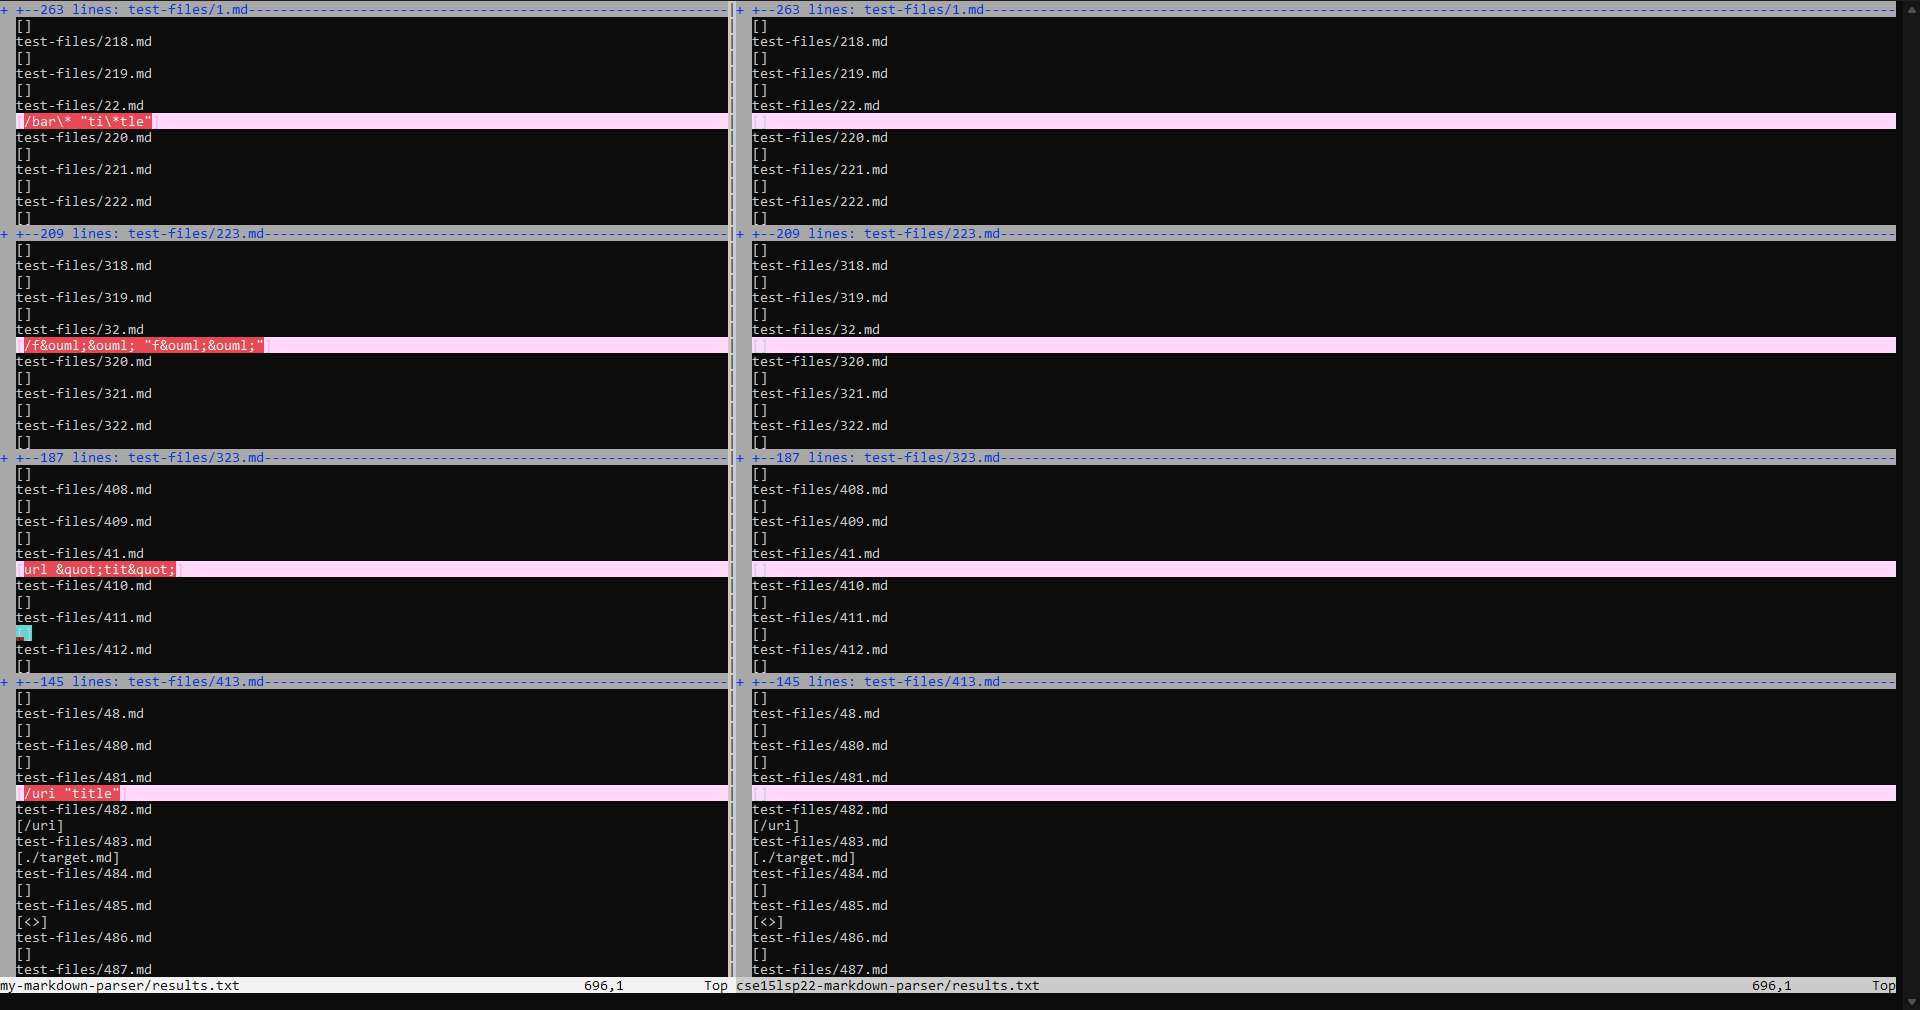 + +--263 lines: test-files/1.md------------------------------------------------------------
[]
test-files/218.md
[]
test-files/219.md
[]
test-files/22.md
[/bar\* "ti\*tle"]
test-files/220.md
[]
test-files/221.md
[]
test-files/222.md
[]
+ +--209 lines: test-files/223.md----------------------------------------------------------
[]
test-files/318.md
[]
test-files/319.md
[]
test-files/32.md
[/f&ouml;&ouml; "f&ouml;&ouml;"]
test-files/320.md
[]
test-files/321.md
[]
test-files/322.md
[]
+ +--187 lines: test-files/323.md----------------------------------------------------------
[]
test-files/408.md
[]
test-files/409.md
[]
test-files/41.md
[url &quot;tit&quot;]
test-files/410.md
[]
test-files/411.md
[]
test-files/412.md
[]
+ +--145 lines: test-files/413.md----------------------------------------------------------
[]
test-files/48.md
[]
test-files/480.md
[]
test-files/481.md
[/uri "title"]
test-files/482.md
[/uri]
test-files/483.md
[./target.md]
test-files/484.md
[]
test-files/485.md
[<>]
test-files/486.md
[]
test-files/487.md
my-markdown-parser/results.txt 696,1 Top
+ +--263 lines: test-files/1.md------------------------------------------------------------------------------------------------------------------
[]
test-files/218.md
[]
test-files/219.md
[]
test-files/22.md
[]
test-files/220.md
[]
test-files/221.md
[]
test-files/222.md
[]
+ +--209 lines: test-files/223.md----------------------------------------------------------------------------------------------------------------
[]
test-files/318.md
[]
test-files/319.md
[]
test-files/32.md
[]
test-files/320.md
[]
test-files/321.md
[]
test-files/322.md
[]
+ +--187 lines: test-files/323.md----------------------------------------------------------------------------------------------------------------
[]
test-files/408.md
[]
test-files/409.md
[]
test-files/41.md
[]
test-files/410.md
[]
test-files/411.md
[]
test-files/412.md
[]
+ +--145 lines: test-files/413.md----------------------------------------------------------------------------------------------------------------
[]
test-files/48.md
[]
test-files/480.md
[]
test-files/481.md
[]
test-files/482.md
[/uri]
test-files/483.md
[./target.md]
test-files/484.md
[]
test-files/485.md
[<>]
test-files/486.md
[]
test-files/487.md
cse15lsp22-markdown-parser/results.txt 696,1 Top